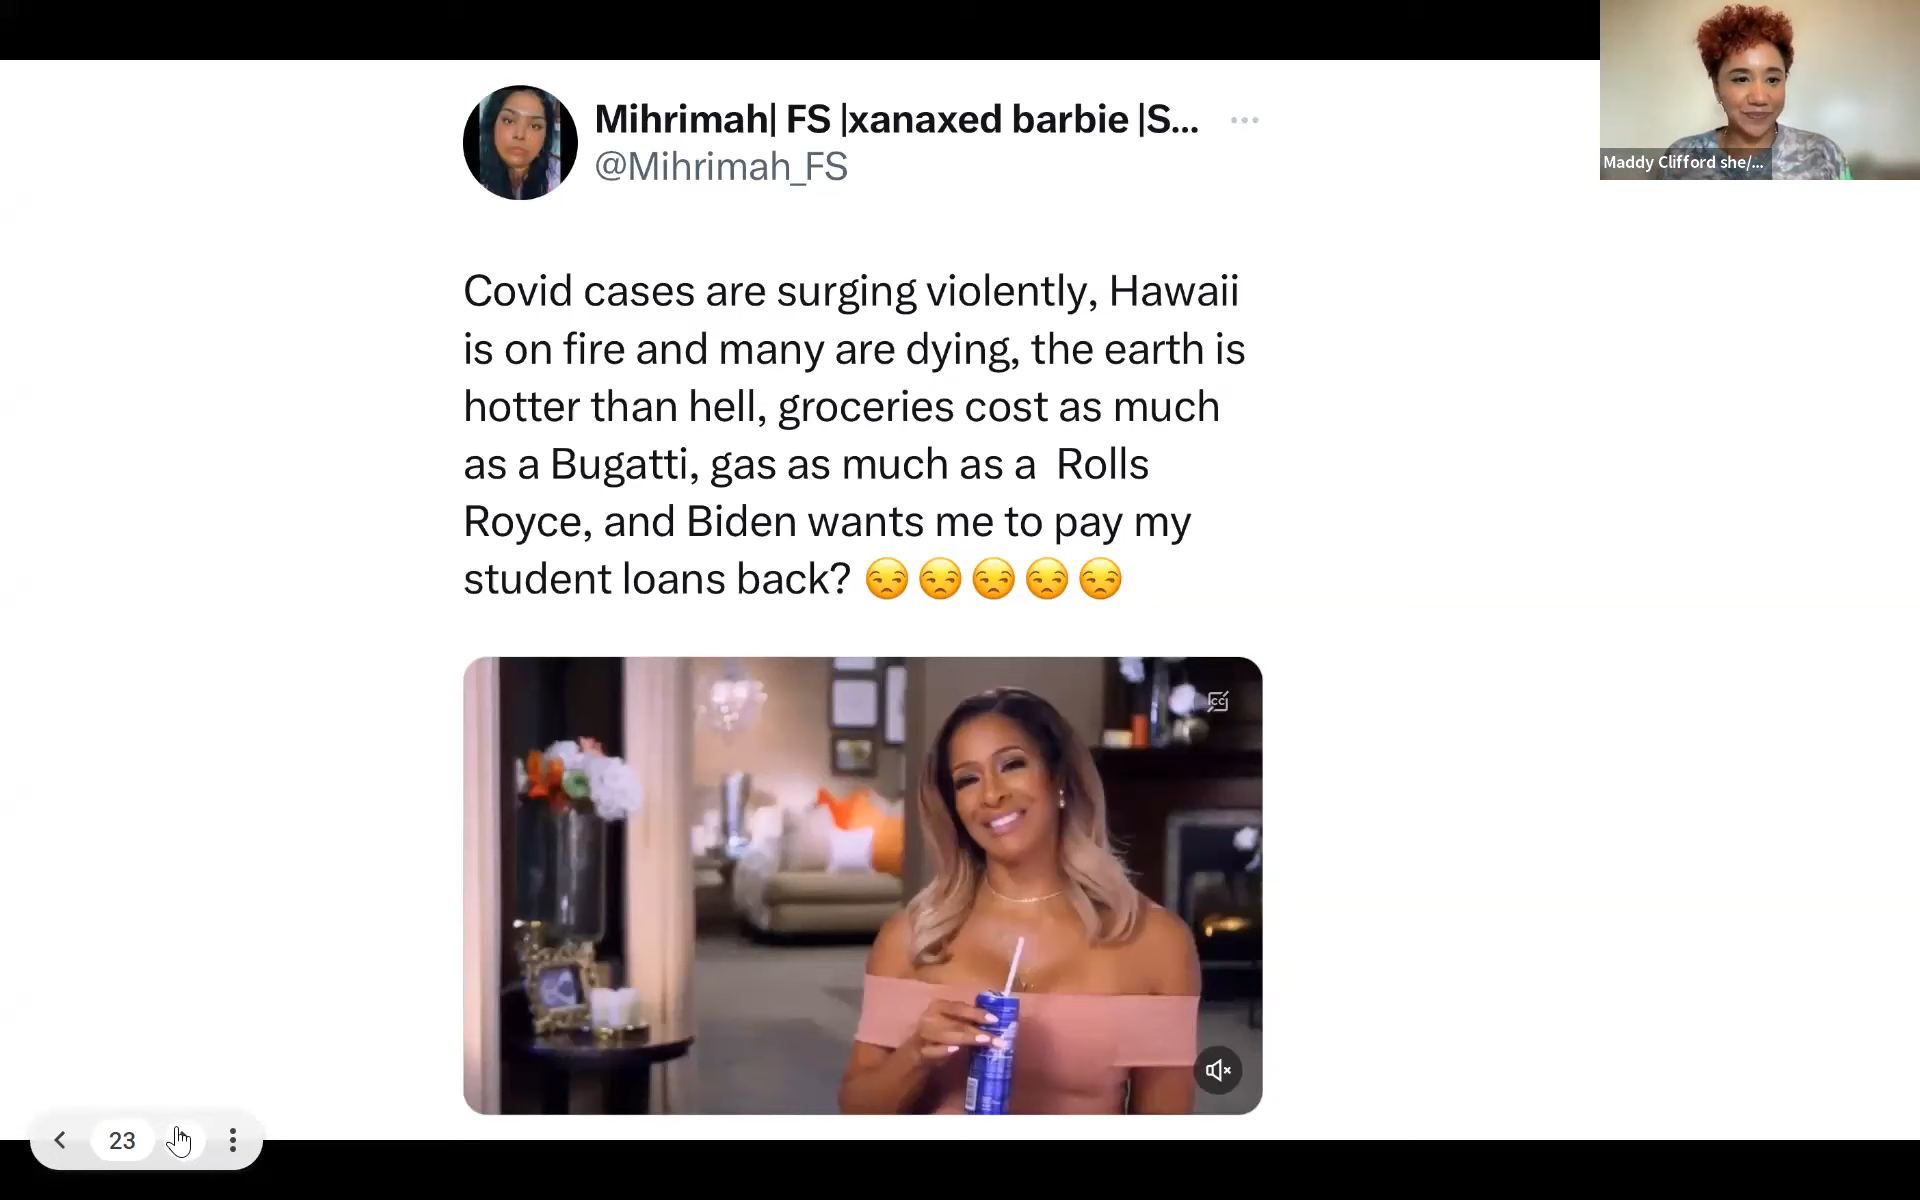 Mihrimah| FS |xanaxed barbie |S...
@Mihrimah_FS
Maddy Clifford she/...
Covid cases are surging violently, Hawaii
is on fire and many are dying, the earth is
hotter than hell, groceries cost as much
as a Bugatti, gas as much as a Rolls
Royce, and Biden wants me to pay my
student loans back? 😒😒😒😒😒
CC
23